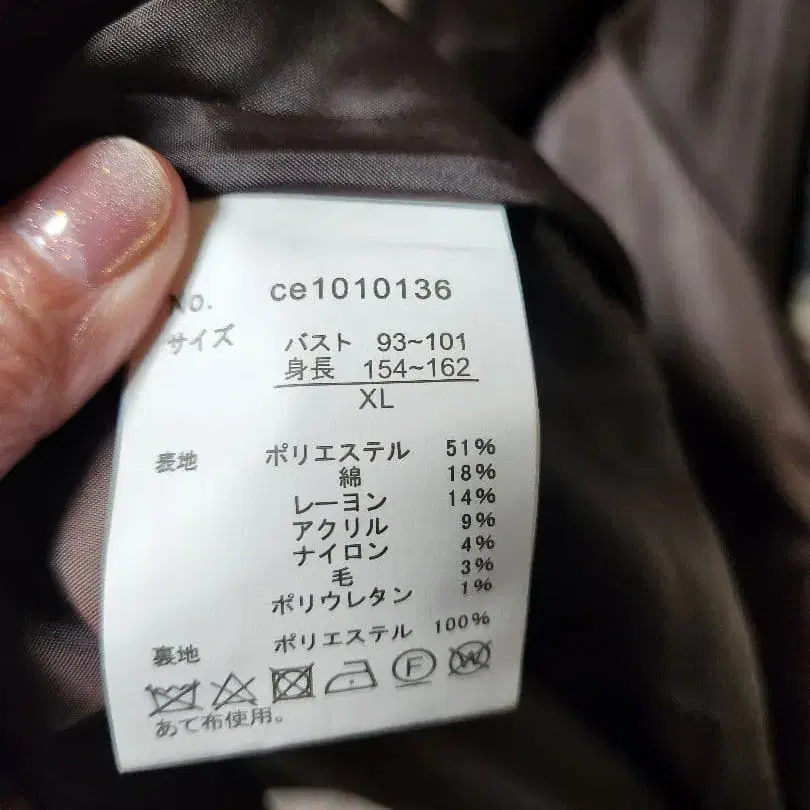 No. ce1010136
サイズ バスト 93~101
身長 154~162
XL
表地 ポリエステル 51%
綿 18%
レーヨン 14%
アクリル 9%
ナイロン 4%
毛 3%
ポリウレタン 1%
裏地 ポリエステル 100%
F W
あて布使用。